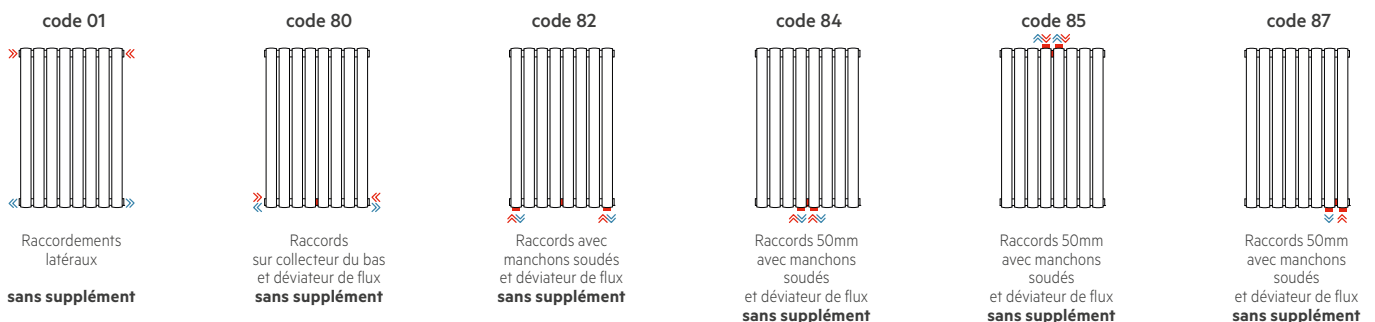 code 01
Raccordements
latéraux
sans supplément
code 80
Raccords
sur collecteur du bas
et déviateur de flux
sans supplément
code 82
Raccords avec
manchons soudés
et déviateur de flux
sans supplément
code 84
Raccords 50mm
avec manchons
soudés
et déviateur de flux
sans supplément
code 85
Raccords 50mm
avec manchons
soudés
et déviateur de flux
sans supplément
code 87
Raccords 50mm
avec manchons
soudés
et déviateur de flux
sans supplément